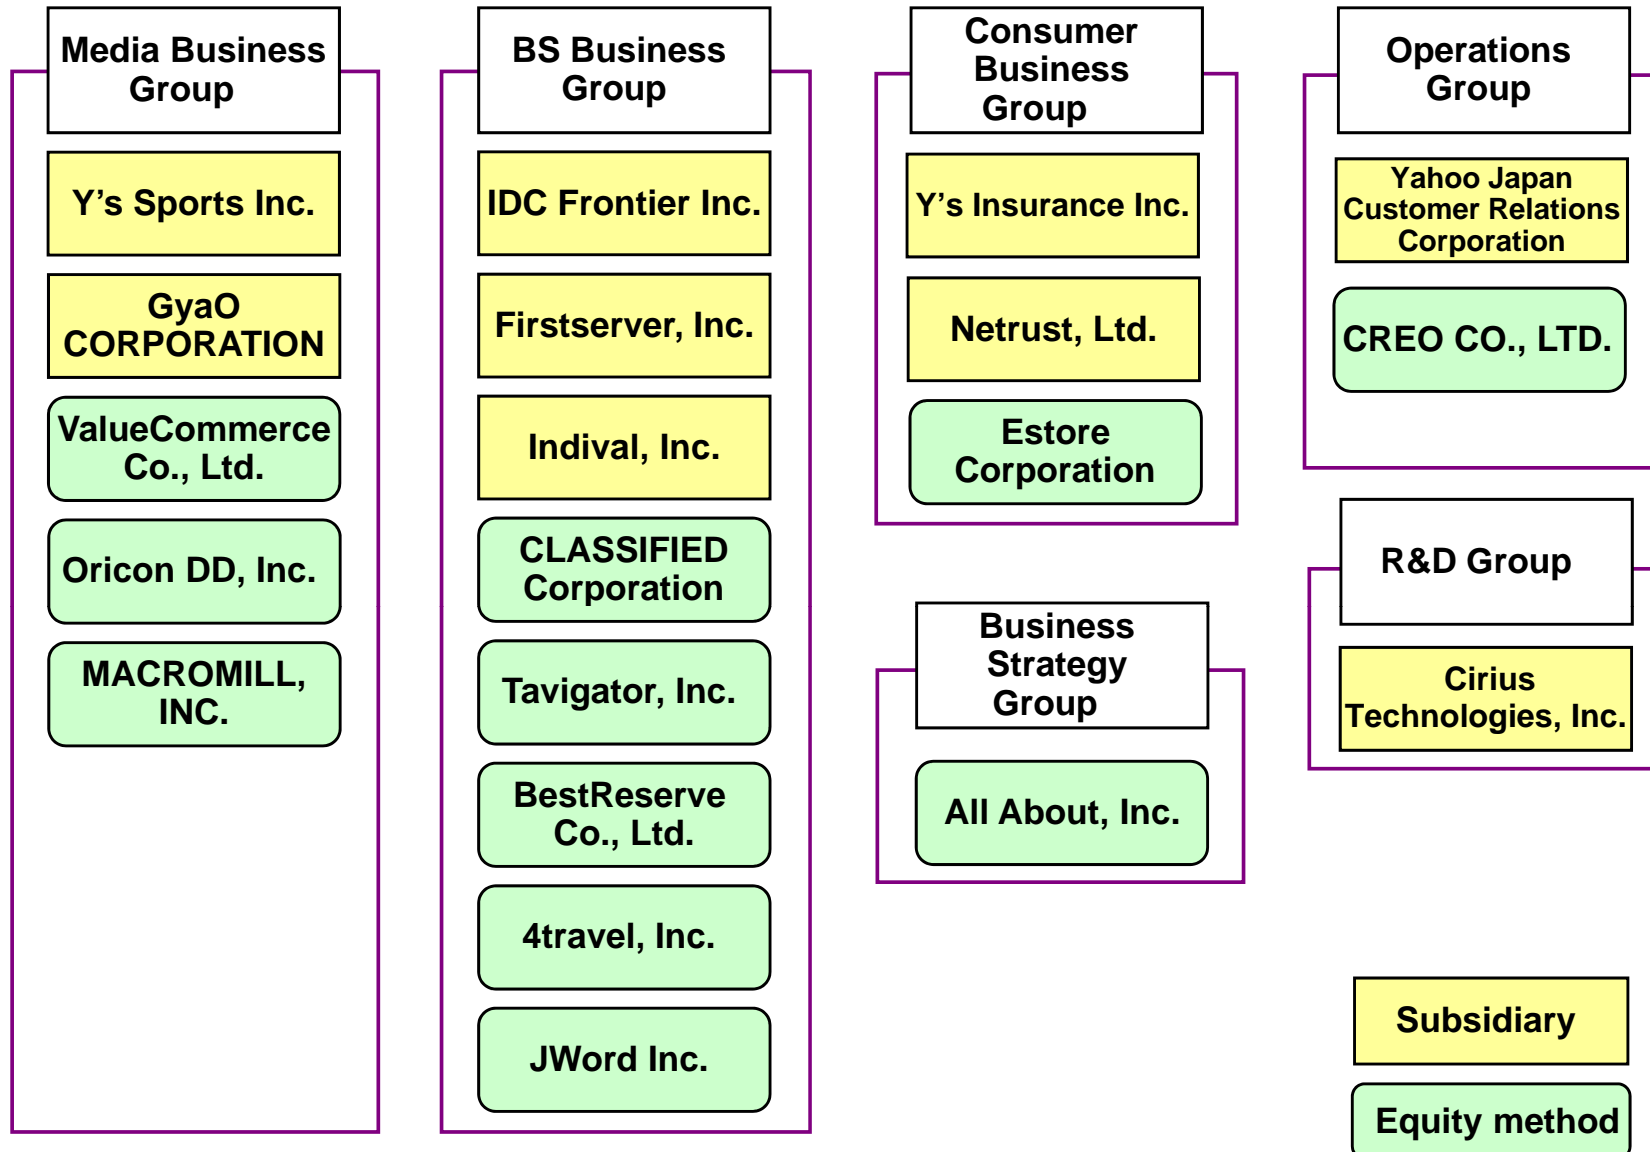 Media Business
Group
Y’s Sports Inc.
GyaO
CORPORATION
ValueCommerce
Co., Ltd.
Oricon DD, Inc.
MACROMILL,
INC.
BS Business
Group
IDC Frontier Inc.
Firstserver, Inc.
Indival, Inc.
CLASSIFIED
Corporation
Tavigator, Inc.
BestReserve
Co., Ltd.
4travel, Inc.
JWord Inc.
Consumer
Business
Group
Y’s Insurance Inc.
Netrust, Ltd.
Estore
Corporation
Business
Strategy
Group
All About, Inc.
Operations
Group
Yahoo Japan
Customer Relations
Corporation
CREO CO., LTD.
R&D Group
Cirius
Technologies, Inc.
Subsidiary
Equity method